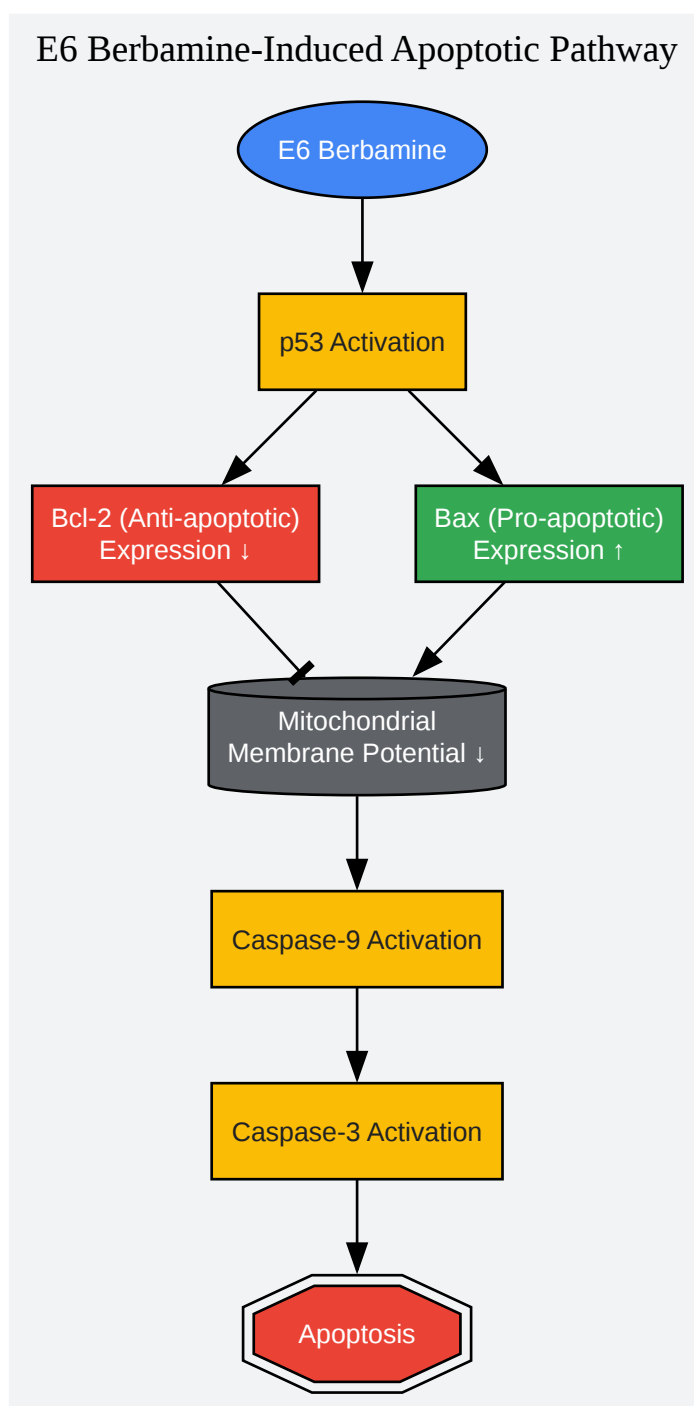 E6 Berbamine-Induced Apoptotic Pathway
E6 Berbamine
p53 Activation
Bcl-2 (Anti-apoptotic)
Expression ↓
Bax (Pro-apoptotic)
Expression ↑
Mitochondrial
Membrane Potential ↓
Caspase-9 Activation
Caspase-3 Activation
Apoptosis